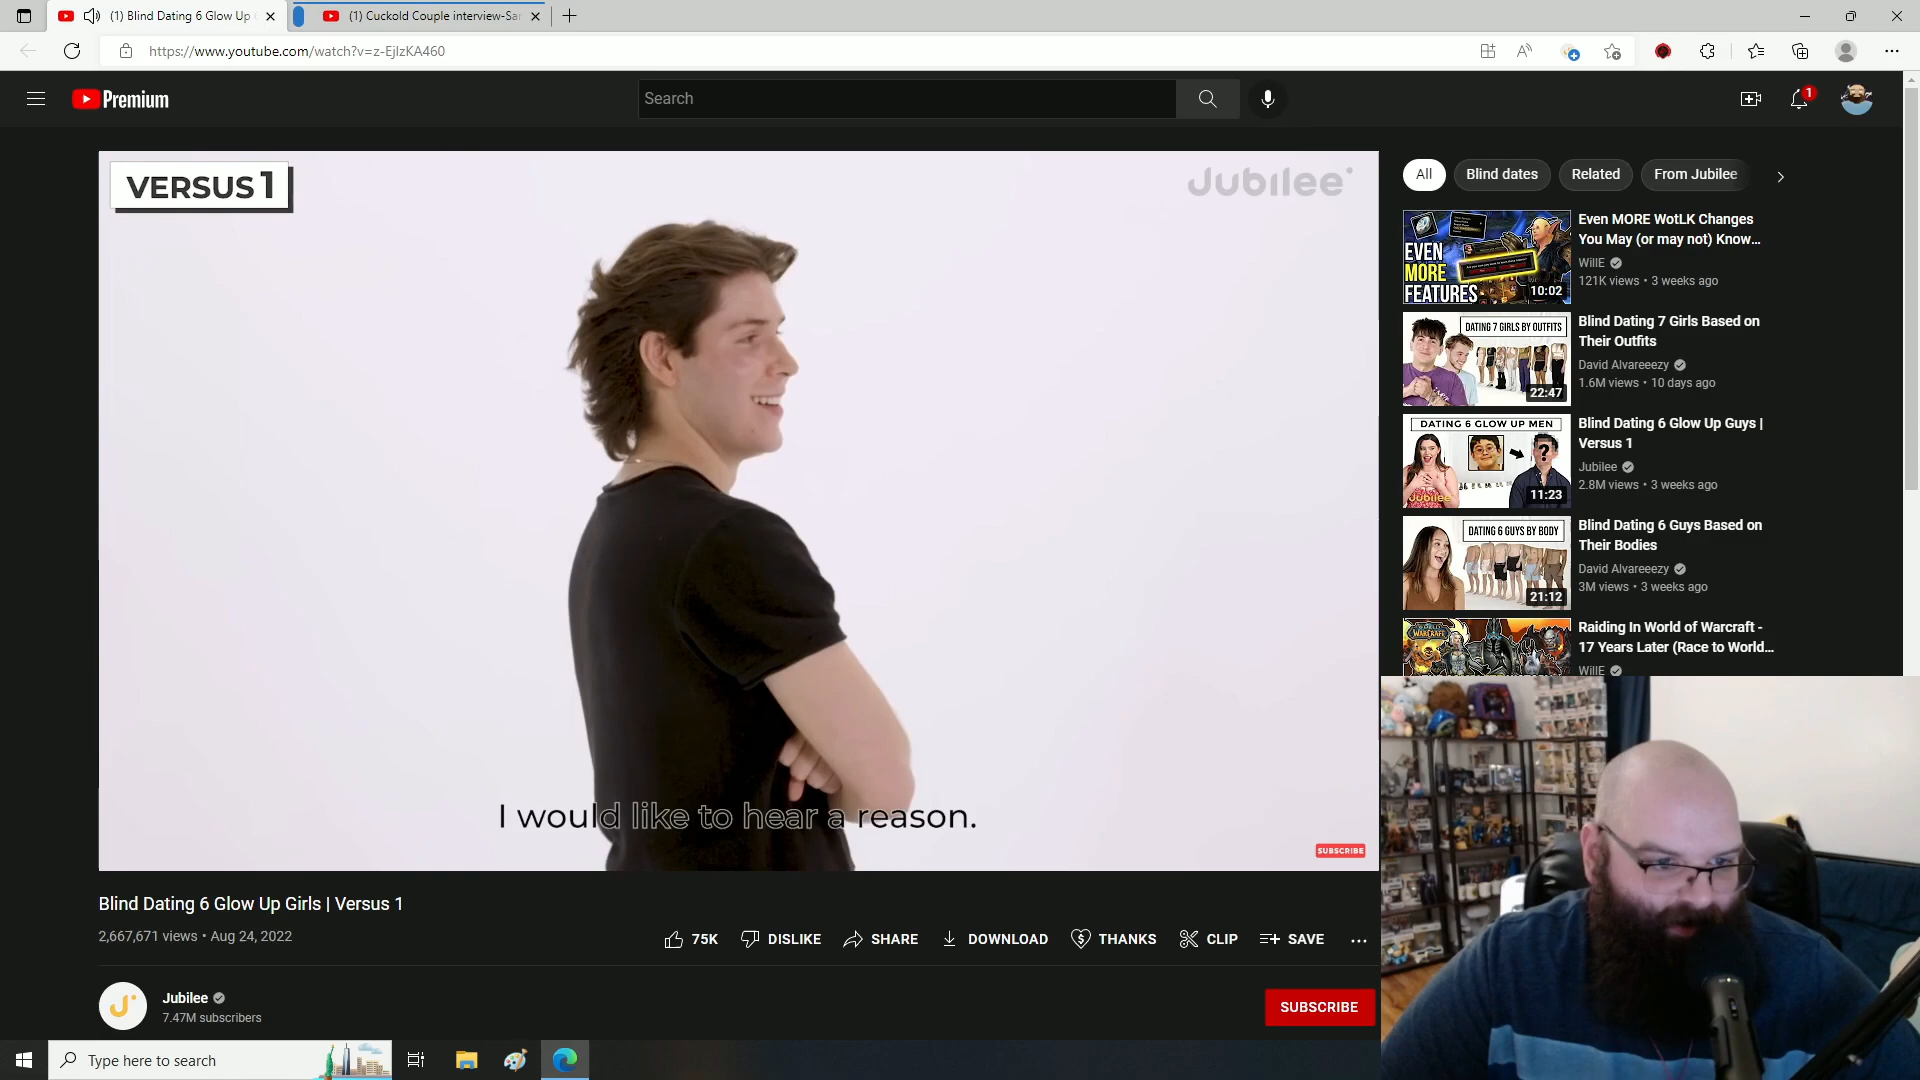 (1) Blind Dating 6 Glow Up
(1) Cuckold Couple interview-Sar
https://www.youtube.com/watch?v=z-EjlzKA460
Premium
Search
1
VERSUS 1
Jubilee
I would like to hear a reason.
SUBSCRIBE
Blind Dating 6 Glow Up Girls | Versus 1
2,667,671 views • Aug 24, 2022
75K
DISLIKE
SHARE
DOWNLOAD
THANKS
CLIP
SAVE
Jubilee
7.47M subscribers
SUBSCRIBE
All
Blind dates
Related
From Jubilee
EVEN
MORE
FEATURES
10:02
Even MORE WotLK Changes
You May (or may not) Know...
WillE
121K views • 3 weeks ago
DATING 7 GIRLS BY OUTFITS
22:47
Blind Dating 7 Girls Based on
Their Outfits
David Alvareeezy
1.6M views • 10 days ago
DATING 6 GLOW UP MEN
?
Jubilee
11:23
Blind Dating 6 Glow Up Guys |
Versus 1
Jubilee
2.8M views • 3 weeks ago
DATING 6 GUYS BY BODY
21:12
Blind Dating 6 Guys Based on
Their Bodies
David Alvareeezy
3M views • 3 weeks ago
WARCRAFT
Raiding In World of Warcraft -
17 Years Later (Race to World...
WillE
Type here to search